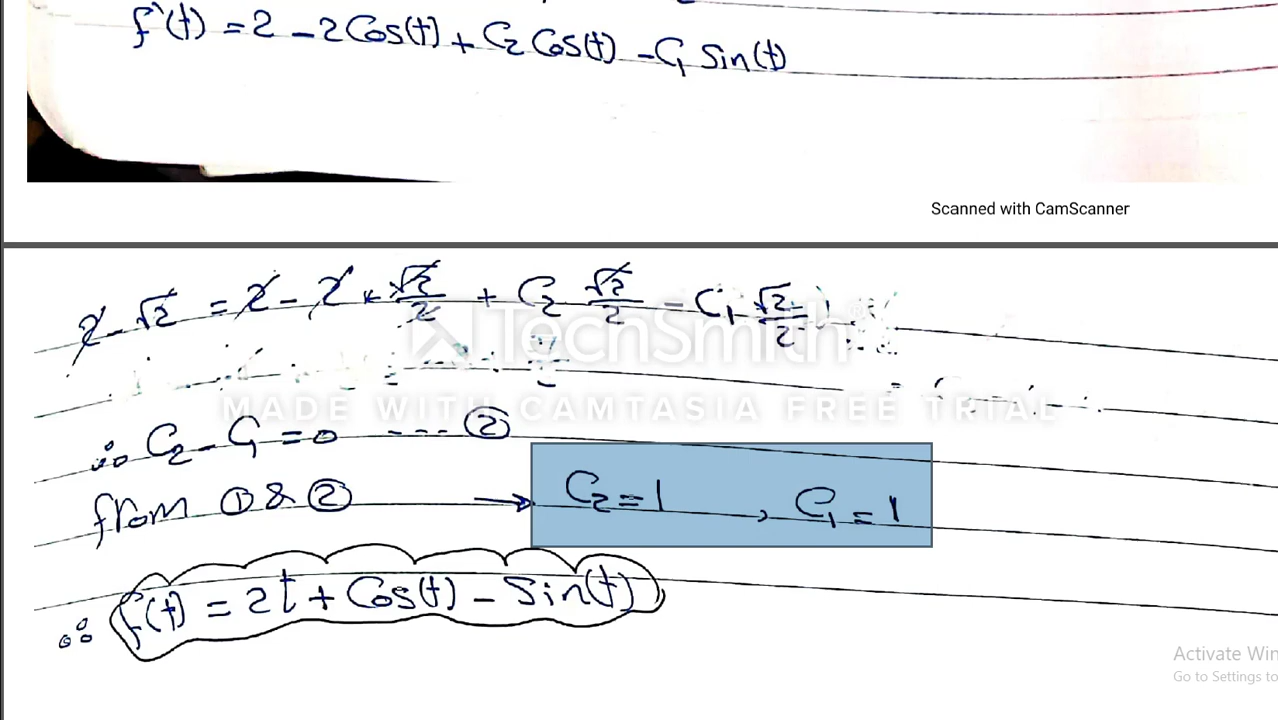 f'(t) = 2 - 2 Cos(t) + C₂ Cos(t) - C₁ Sin(t)
Scanned with CamScanner
2 - √2 = 2 - 2 * √2/2 + C₂ √2/2 - C₁ √2/2
TechSmith
MADE WITH CAMTASIA FREE TRIAL
∴ C₂ - C₁ = 0 --- ②
from ① & ② → C₂ = 1 , C₁ = 1
∴ f(t) = 2t + Cos(t) - Sin(t)
Activate Win
Go to Settings to